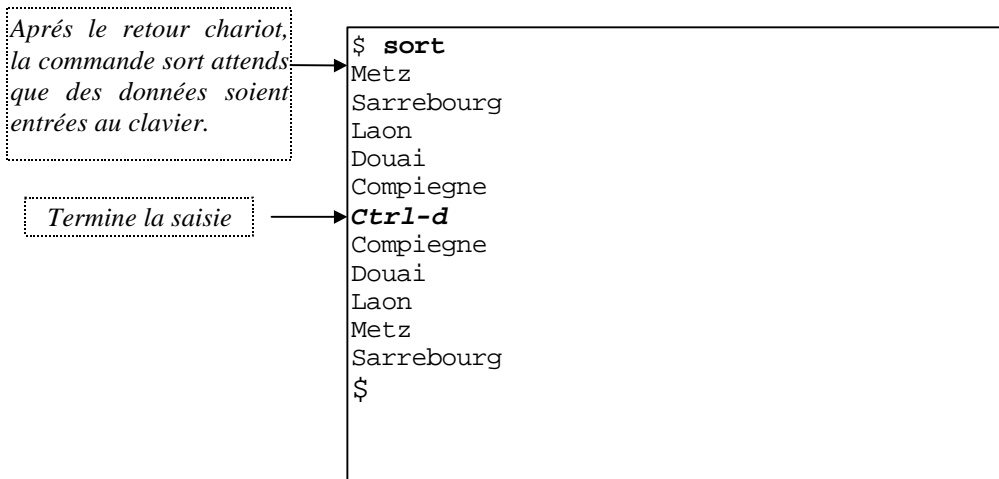 Aprés le retour chariot,
la commande sort attends
que des données soient
entrées au clavier.
Termine la saisie
$ sort
Metz
Sarrebourg
Laon
Douai
Compiegne
Ctrl-d
Compiegne
Douai
Laon
Metz
Sarrebourg
$